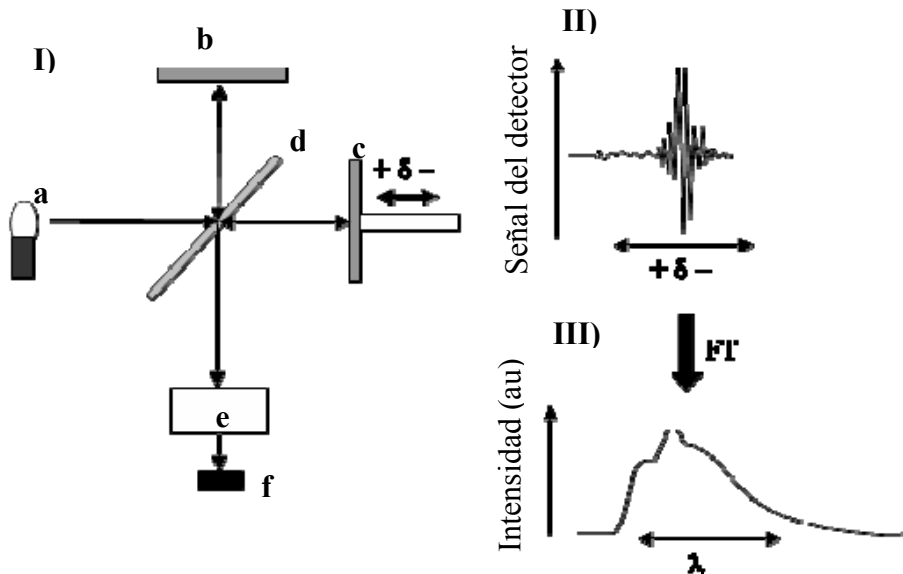 I)
b
d
c
+ δ −
a
e
f
II)
Señal del detector
+ δ −
III)
FT
Intensidad (au)
λ